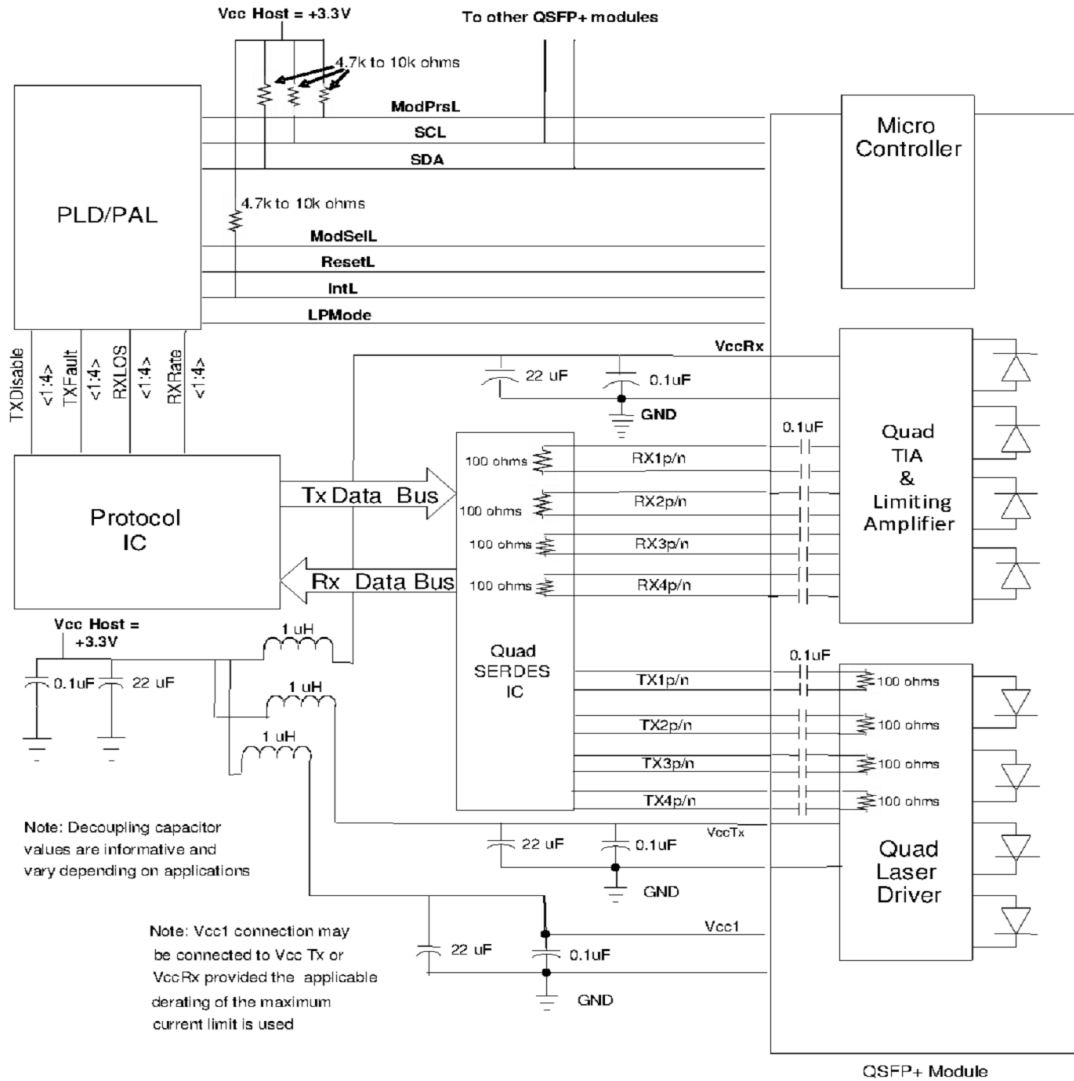 Vcc Host = +3.3V
To other QSFP+ modules
4.7k to 10k ohms
ModPrsL
SCL
SDA
PLD/PAL
4.7k to 10k ohms
ModSelL
ResetL
IntL
LPMode
Micro
Controller
TXDisable
<1:4>
TXFault
<1:4>
RXLOS
<1:4>
RXRate
<1:4>
VccRx
22 uF
0.1uF
GND
Protocol
IC
Tx Data Bus
Rx Data Bus
100 ohms
100 ohms
100 ohms
100 ohms
Quad
SERDES
IC
RX1p/n
RX2p/n
RX3p/n
RX4p/n
0.1uF
Quad
TIA
&
Limiting
Amplifier
Vcc Host =
+3.3V
0.1uF
22 uF
1 uH
1 uH
1 uH
TX1p/n
TX2p/n
TX3p/n
TX4p/n
0.1uF
100 ohms
100 ohms
100 ohms
100 ohms
Quad
Laser
Driver
VccTx
22 uF
0.1uF
GND
Note: Decoupling capacitor
values are informative and
vary depending on applications
Vcc1
22 uF
0.1uF
GND
Note: Vcc1 connection may
be connected to Vcc Tx or
Vcc Rx provided the applicable
derating of the maximum
current limit is used
QSFP+ Module